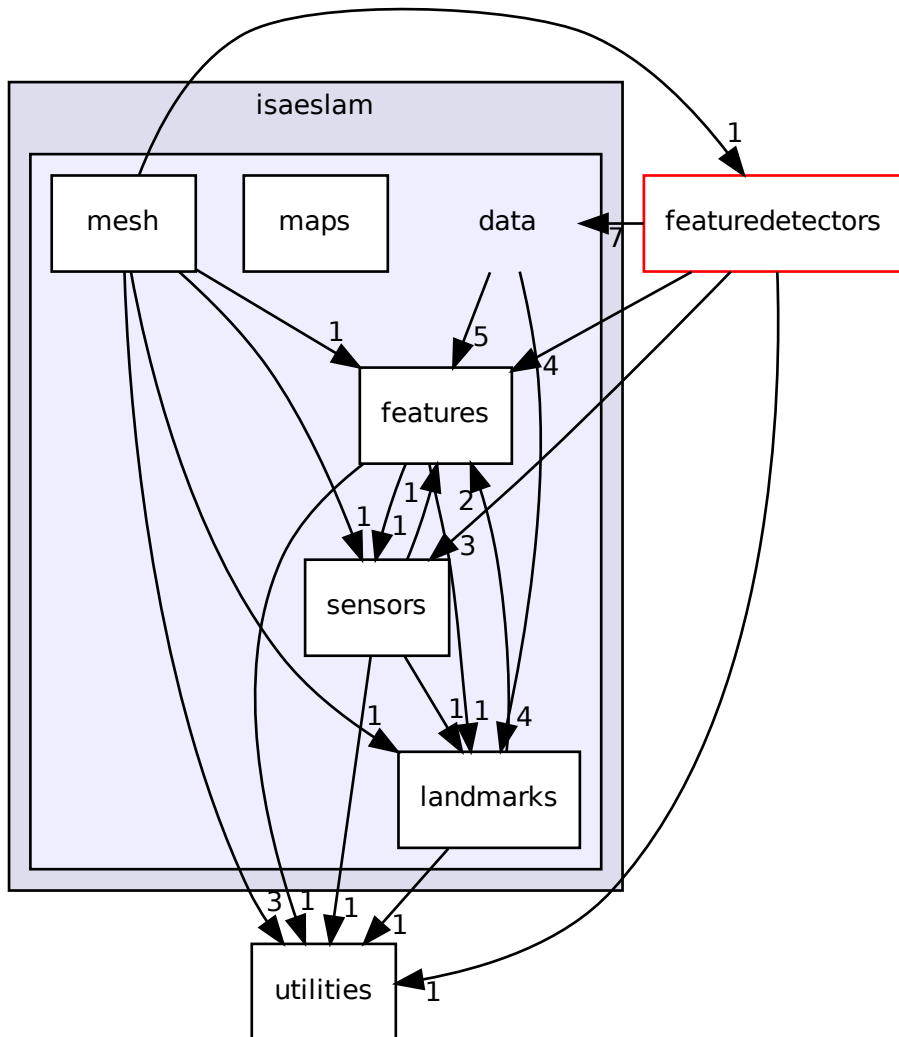 isaeslam
1
mesh
maps
data
featuredetectors
7
1
5
4
features
1
2
1
1
3
sensors
1
1
1
4
landmarks
3
1
1
1
utilities
1